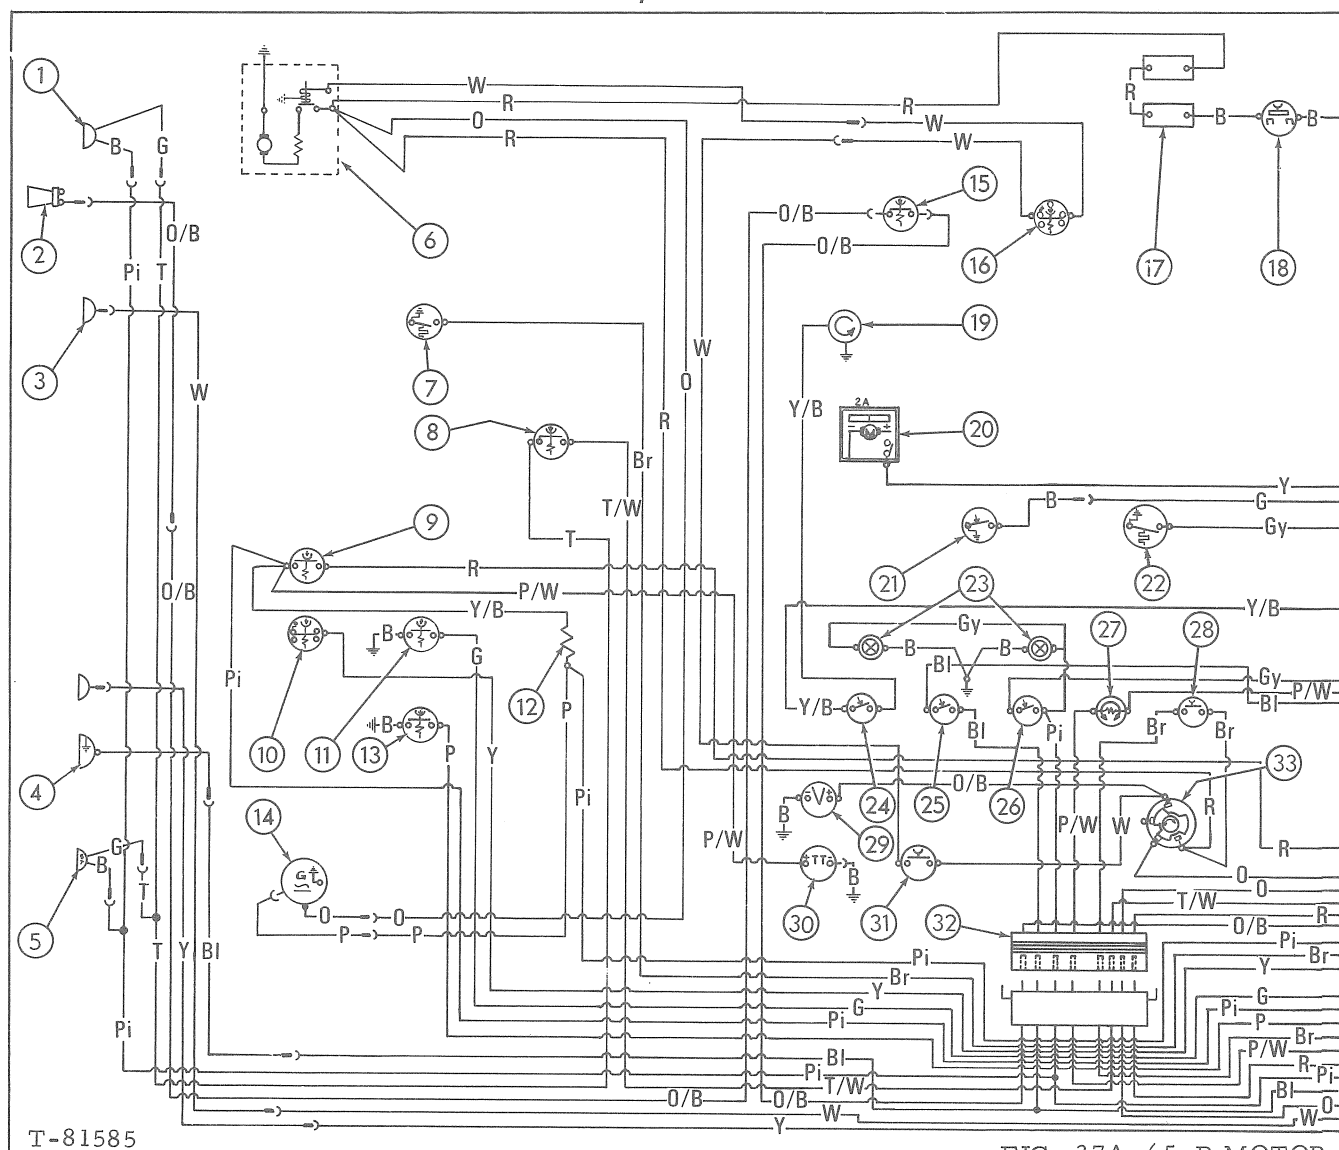 1
W
R
R
O
R
R
B
B
G
B
W
W
18
17
15
O/B
6
O/B
O/B
2
16
Pi
T
19
3
7
W
W
O
Y/B
2A
- +
M
R
8
20
Br
Y
T/W
B
G
9
Gy
T
R
21
22
23
P/W
O/B
Y/B
Y/B
Gy
27
28
B
B
B
G
Bl
Pi
Gy
P/W
P
Y/B
Bl
12
B
Br
Br
Bl
Pi
10
11
13
P
Y
33
O/B
4
Pi
- V +
24
25
26
R
B
14
P/W
W
29
P/W
G
R
B
G
TT
B
T
O
O
O
O
30
31
32
T/W
5
P
P
R
O/B
T
Y
Bl
Pi
Pi
Br
Br
Y
Y
G
G
Pi
Pi
Pi
P
Br
Bl
P/W
Pi
R
Pi
T/W
Bl
O/B
O/B
O
W
W
Y
T-81585